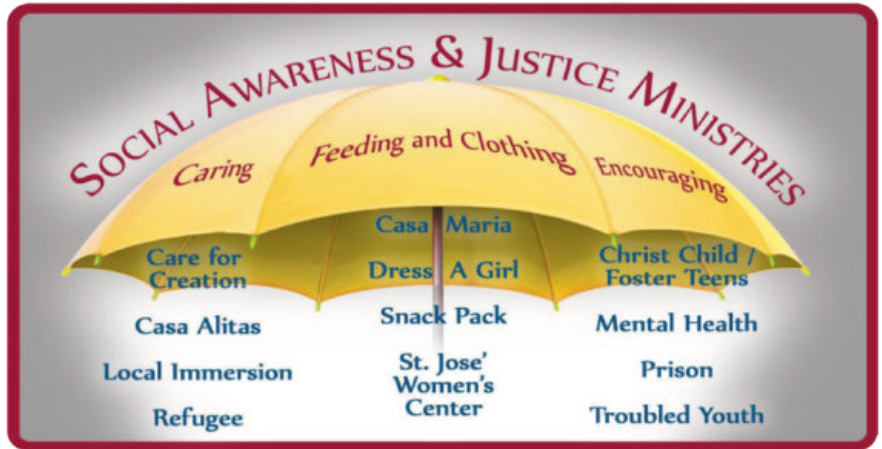 SOCIAL AWARENESS & JUSTICE MINISTRIES
Caring
Feeding and Clothing
Encouraging
Care for
Creation
Casa Alitas
Local Immersion
Refugee
Casa Maria
Dress A Girl
Snack Pack
St. Jose'
Women's
Center
Christ Child /
Foster Teens
Mental Health
Prison
Troubled Youth